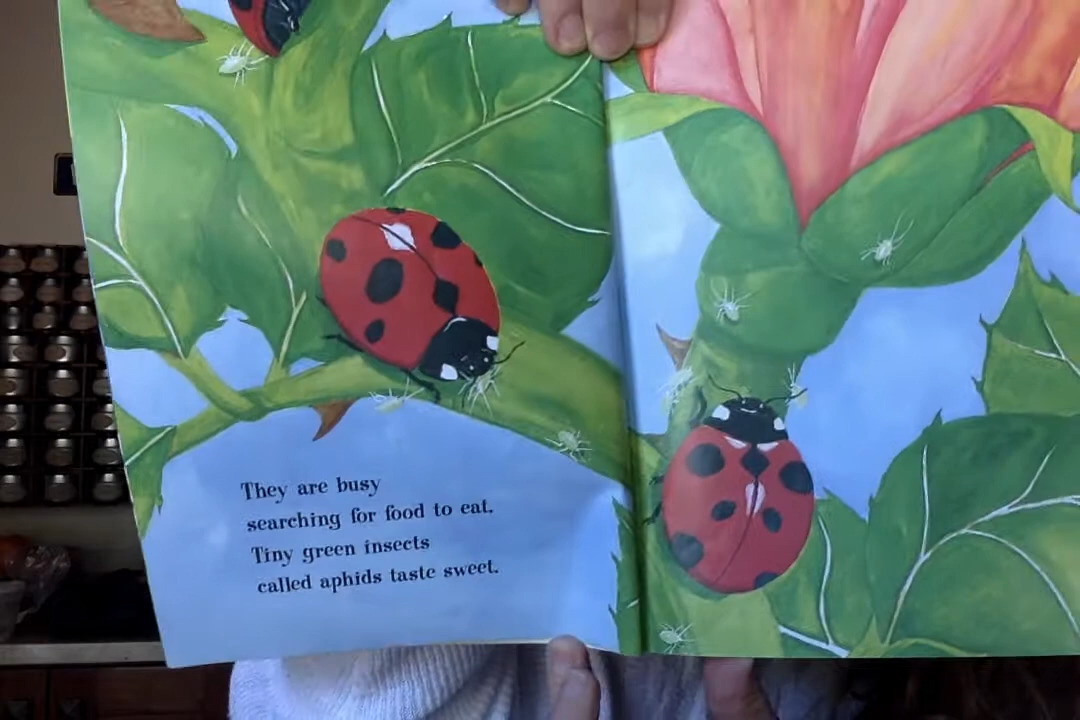 They are busy
searching for food to eat.
Tiny green insects
called aphids taste sweet.